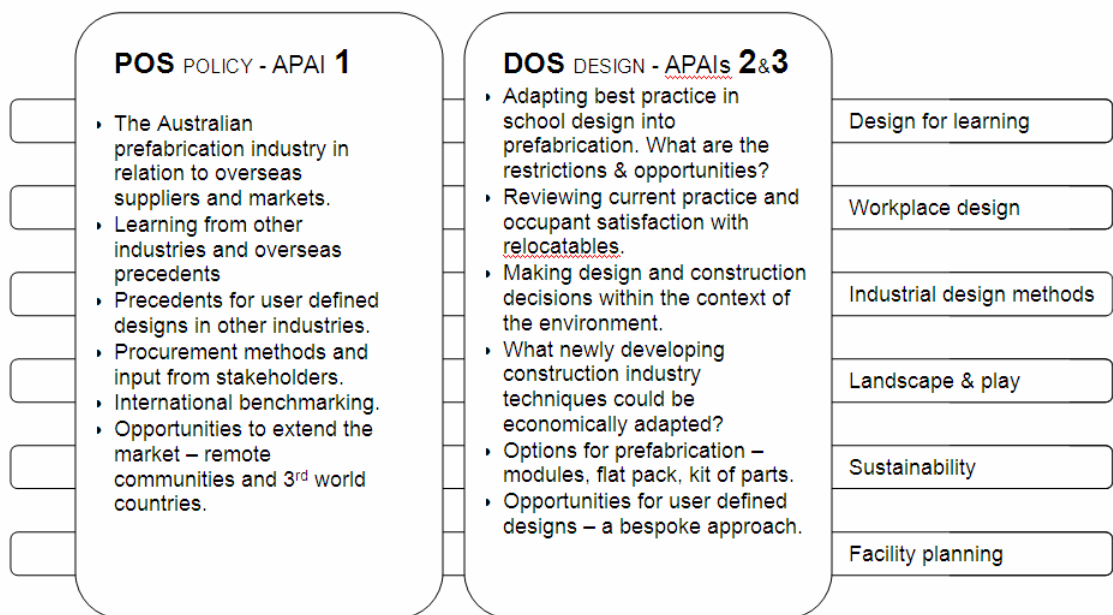 POS POLICY - APAI 1
‣ The Australian
prefabrication industry in
relation to overseas
suppliers and markets.
‣ Learning from other
industries and overseas
precedents
‣ Precedents for user defined
designs in other industries.
‣ Procurement methods and
input from stakeholders.
‣ International benchmarking.
‣ Opportunities to extend the
market – remote
communities and 3rd world
countries.
DOS DESIGN - APAIs 2&3
‣ Adapting best practice in
school design into
prefabrication. What are the
restrictions & opportunities?
‣ Reviewing current practice and
occupant satisfaction with
relocatables.
‣ Making design and construction
decisions within the context of
the environment.
‣ What newly developing
construction industry
techniques could be
economically adapted?
‣ Options for prefabrication –
modules, flat pack, kit of parts.
‣ Opportunities for user defined
designs – a bespoke approach.
Design for learning
Workplace design
Industrial design methods
Landscape & play
Sustainability
Facility planning